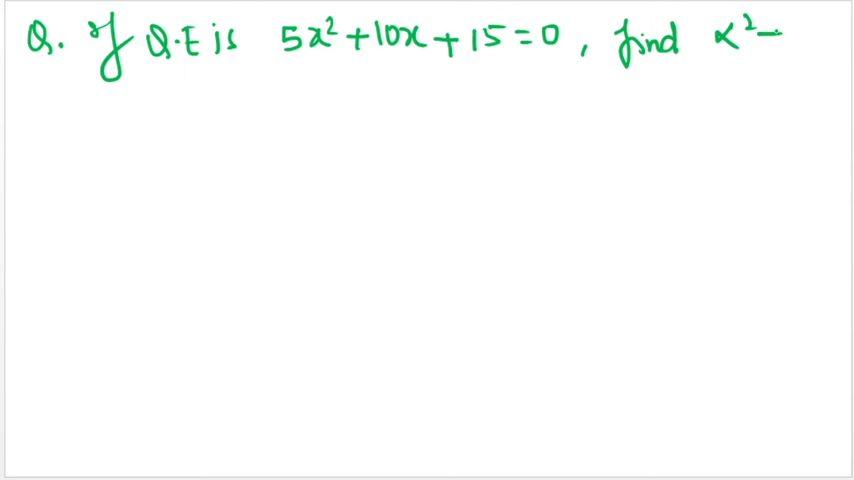 Q. If Q.E is 5x² + 10x + 15 = 0, find α² –